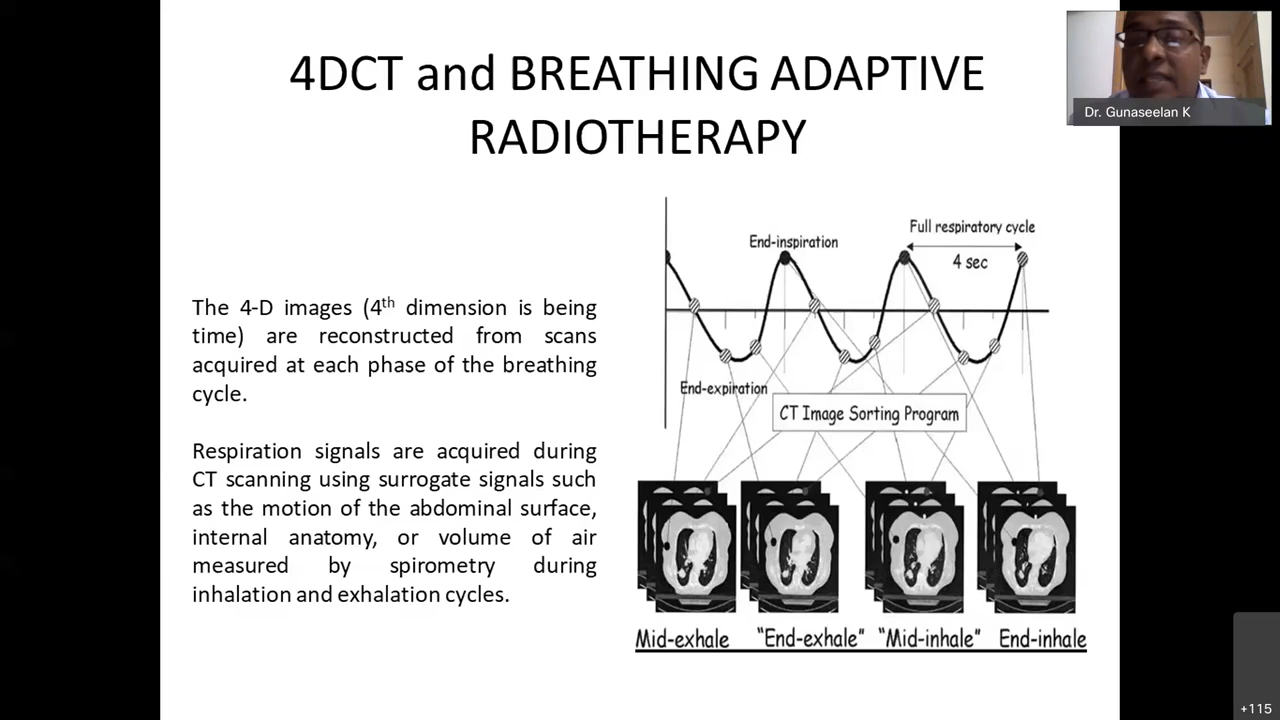 4DCT and BREATHING ADAPTIVE
RADIOTHERAPY
Dr. Gunaseelan K
The 4-D images (4th dimension is being
time) are reconstructed from scans
acquired at each phase of the breathing
cycle.
Respiration signals are acquired during
CT scanning using surrogate signals such
as the motion of the abdominal surface,
internal anatomy, or volume of air
measured by spirometry during
inhalation and exhalation cycles.
Full respiratory cycle
End-inspiration
4 sec
End-expiration
CT Image Sorting Program
Mid-exhale "End-exhale" "Mid-inhale" End-inhale
+115